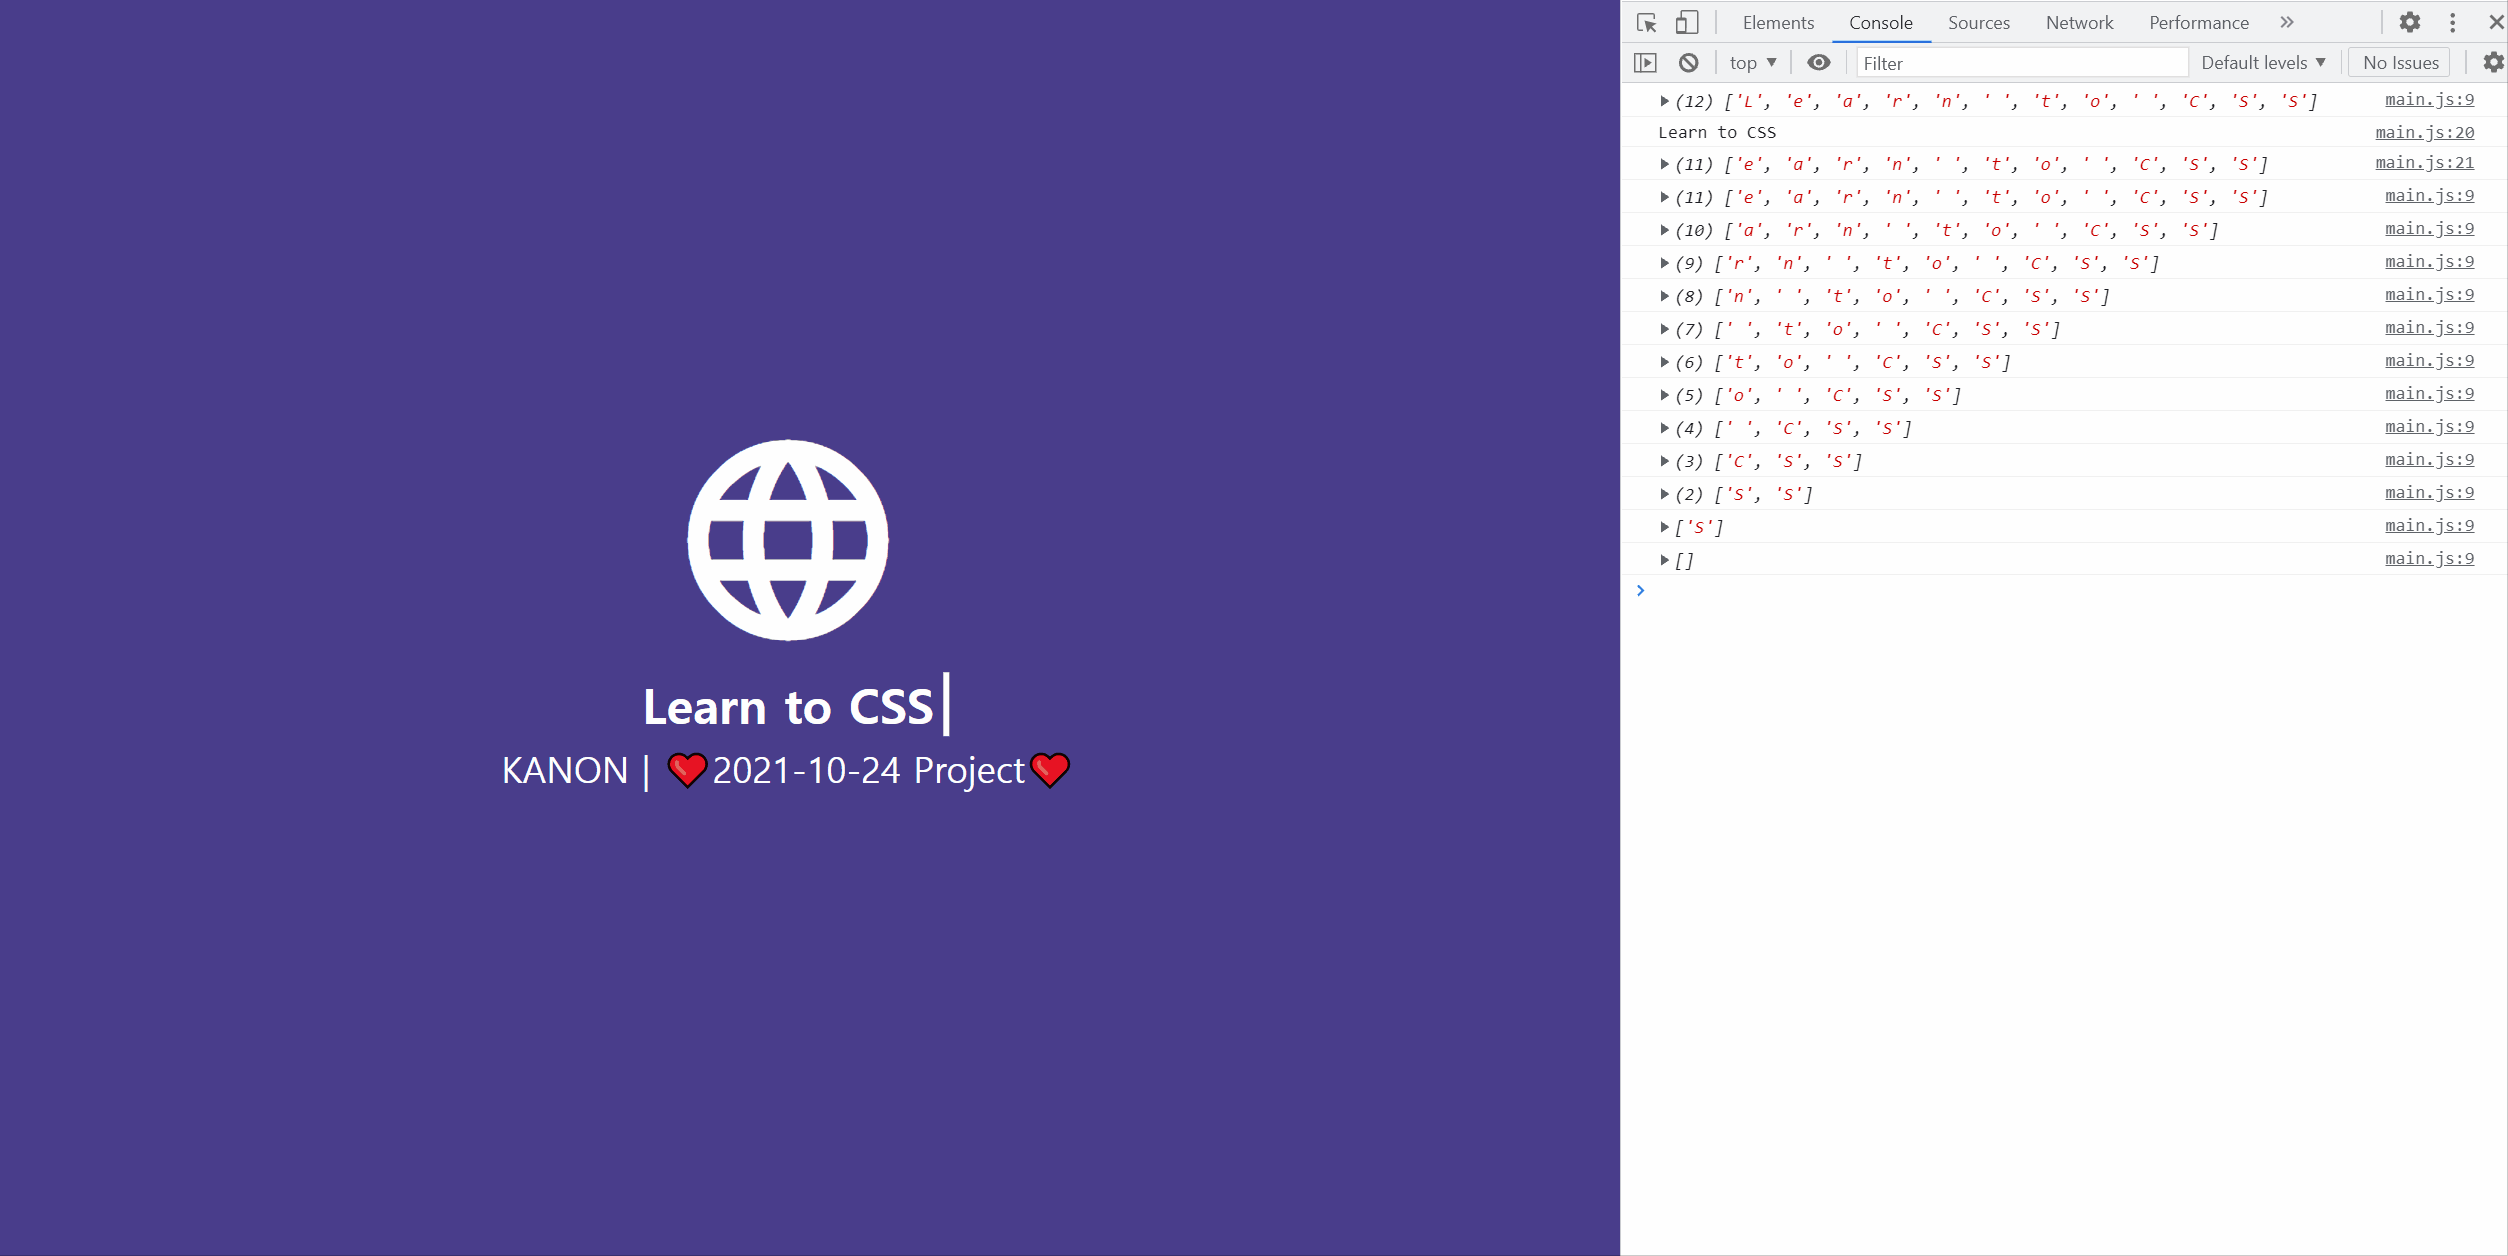 Learn to CSS
KANON | ❤2021-10-24 Project❤
Elements Console Sources Network Performance
top ▼ Filter Default levels ▼ No Issues
(12) ['L', 'e', 'a', 'r', 'n', ' ', 't', 'o', ' ', 'C', 'S', 'S'] main.js:9
Learn to CSS main.js:20
(11) ['e', 'a', 'r', 'n', ' ', 't', 'o', ' ', 'C', 'S', 'S'] main.js:21
(11) ['e', 'a', 'r', 'n', ' ', 't', 'o', ' ', 'C', 'S', 'S'] main.js:9
(10) ['a', 'r', 'n', ' ', 't', 'o', ' ', 'C', 'S', 'S'] main.js:9
(9) ['r', 'n', ' ', 't', 'o', ' ', 'C', 'S', 'S'] main.js:9
(8) ['n', ' ', 't', 'o', ' ', 'C', 'S', 'S'] main.js:9
(7) [' ', 't', 'o', ' ', 'C', 'S', 'S'] main.js:9
(6) ['t', 'o', ' ', 'C', 'S', 'S'] main.js:9
(5) ['o', ' ', 'C', 'S', 'S'] main.js:9
(4) [' ', 'C', 'S', 'S'] main.js:9
(3) ['C', 'S', 'S'] main.js:9
(2) ['S', 'S'] main.js:9
['S'] main.js:9
[] main.js:9